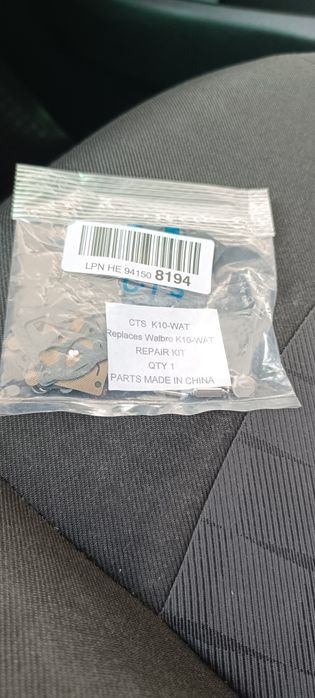 LPN HE 94150 8194
CTS K10-WAT
Replaces Walbro K10-WAT
REPAIR KIT
QTY 1
PARTS MADE IN CHINA